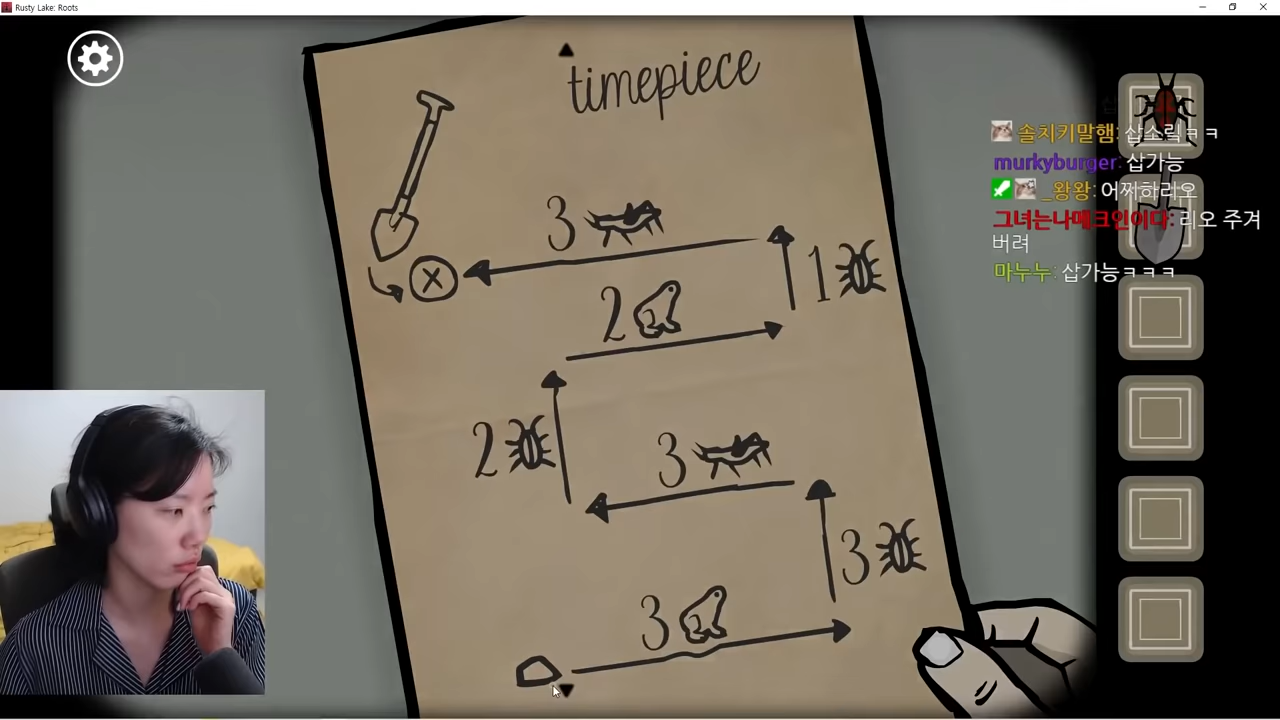 Rusty Lake: Roots
timepiece
3
1
2
2
3
3
3
솔치키말햄: 삽소릭ㅋㅋ
murkyburger: 삽가능
_왕왕: 어찌하리오
그녀는나메크인이다: 리오 주겨
버려
마누누: 삽가능ㅋㅋㅋ